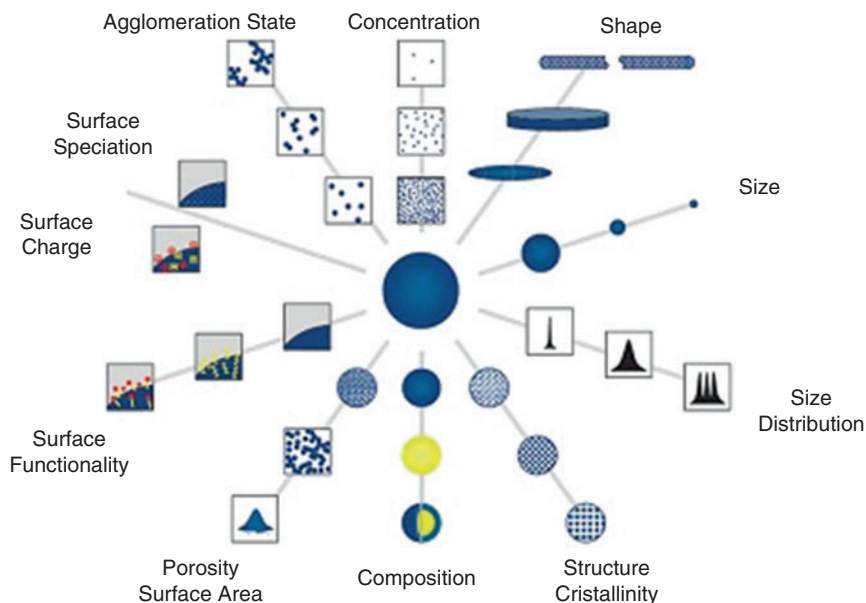 Agglomeration State
Concentration
Shape
Surface
Speciation
Size
Surface
Charge
Size
Distribution
Surface
Functionality
Porosity
Surface Area
Composition
Structure
Cristallinity